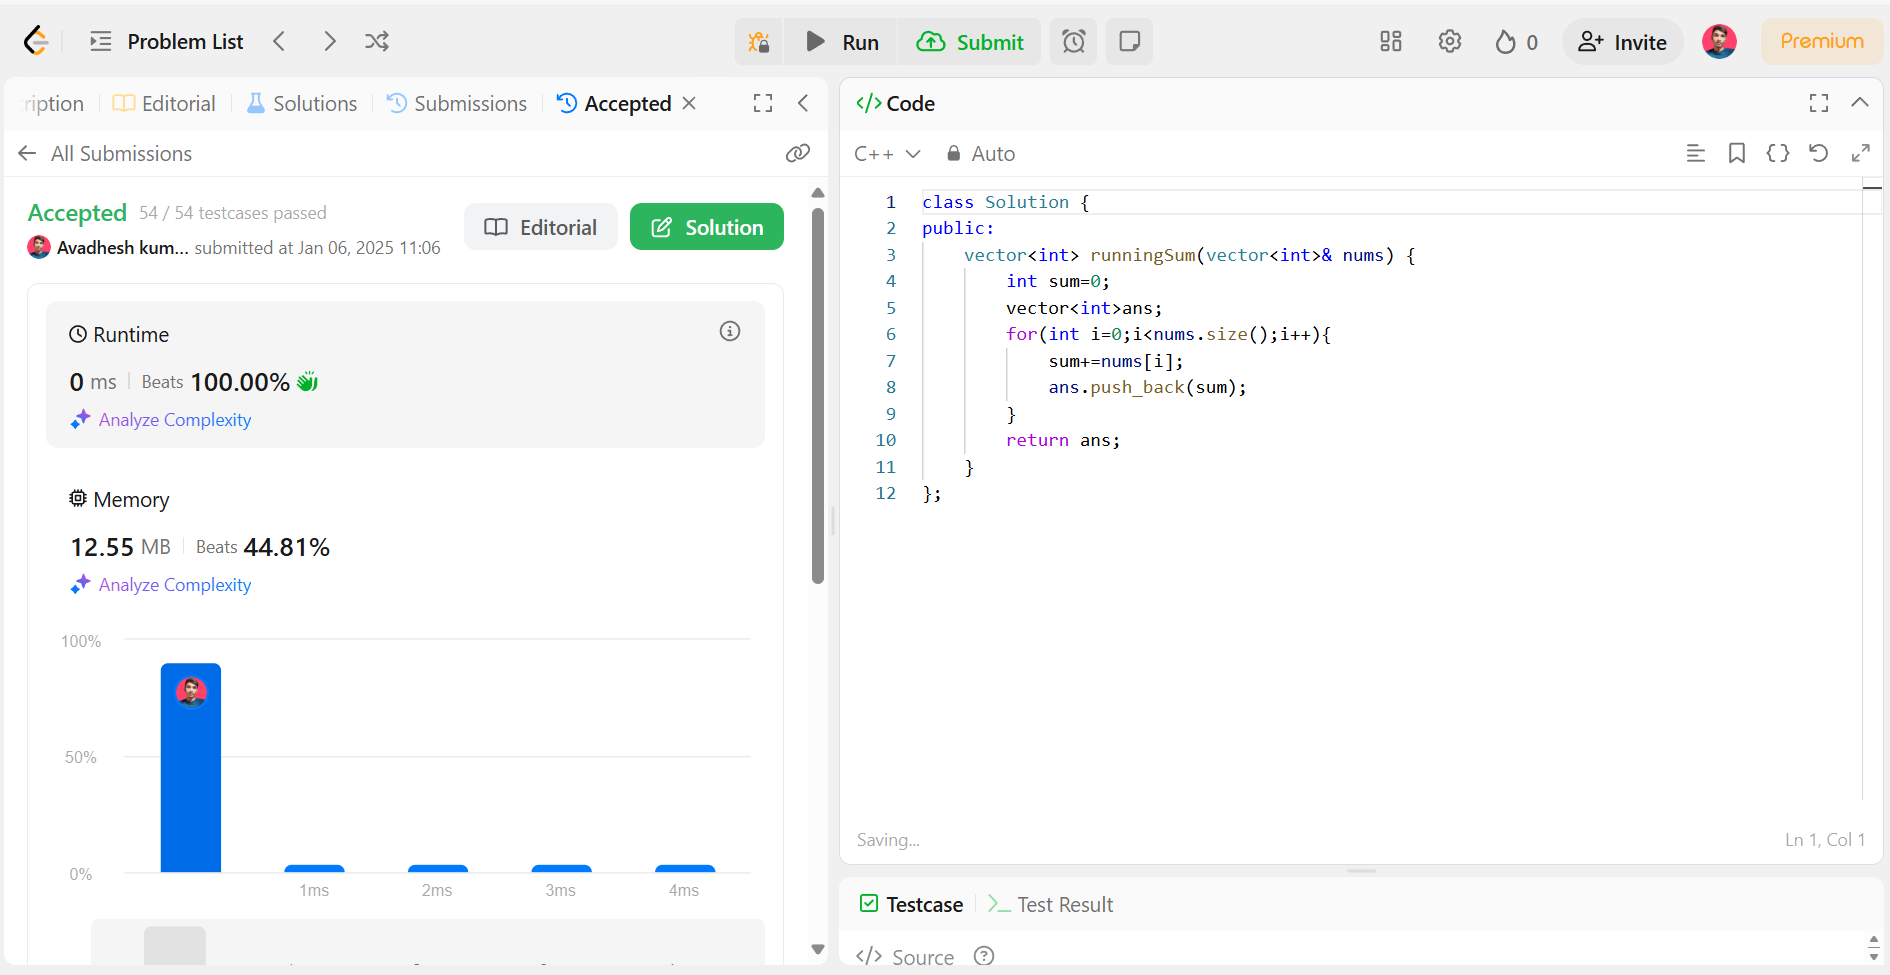 Problem List
Run
Submit
0
Invite
Premium
ription
Editorial
Solutions
Submissions
Accepted
All Submissions
Accepted 54 / 54 testcases passed
Avadhesh kum... submitted at Jan 06, 2025 11:06
Editorial
Solution
Runtime
0 ms Beats 100.00%
Analyze Complexity
Memory
12.55 MB Beats 44.81%
Analyze Complexity
100%
50%
0%
1ms 2ms 3ms 4ms
</> Code
C++ Auto
1 class Solution {
2 public:
3     vector<int> runningSum(vector<int>& nums) {
4         int sum=0;
5         vector<int>ans;
6         for(int i=0;i<nums.size();i++){
7             sum+=nums[i];
8             ans.push_back(sum);
9         }
10         return ans;
11     }
12 };
Saving...
Ln 1, Col 1
Testcase
Test Result
</> Source